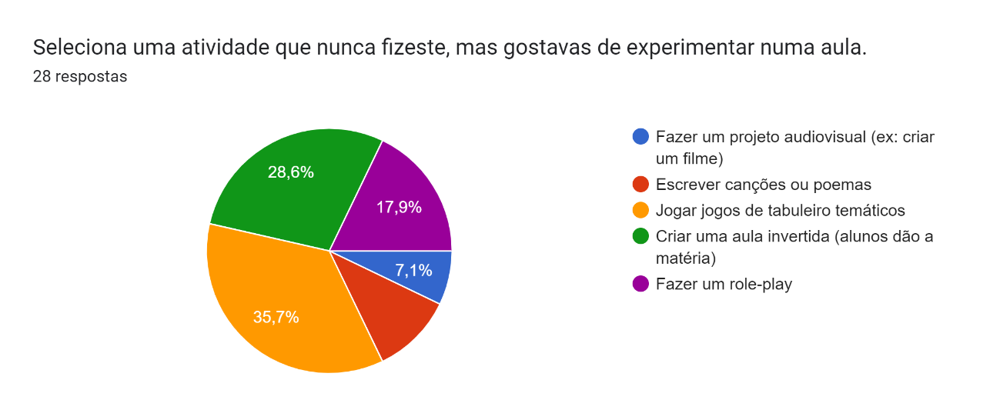 Seleciona uma atividade que nunca fizeste, mas gostavas de experimentar numa aula.
28 respostas
28,6%
17,9%
7,1%
35,7%
Fazer um projeto audiovisual (ex: criar
um filme)
Escrever canções ou poemas
Jogar jogos de tabuleiro temáticos
Criar uma aula invertida (alunos dão a
matéria)
Fazer um role-play